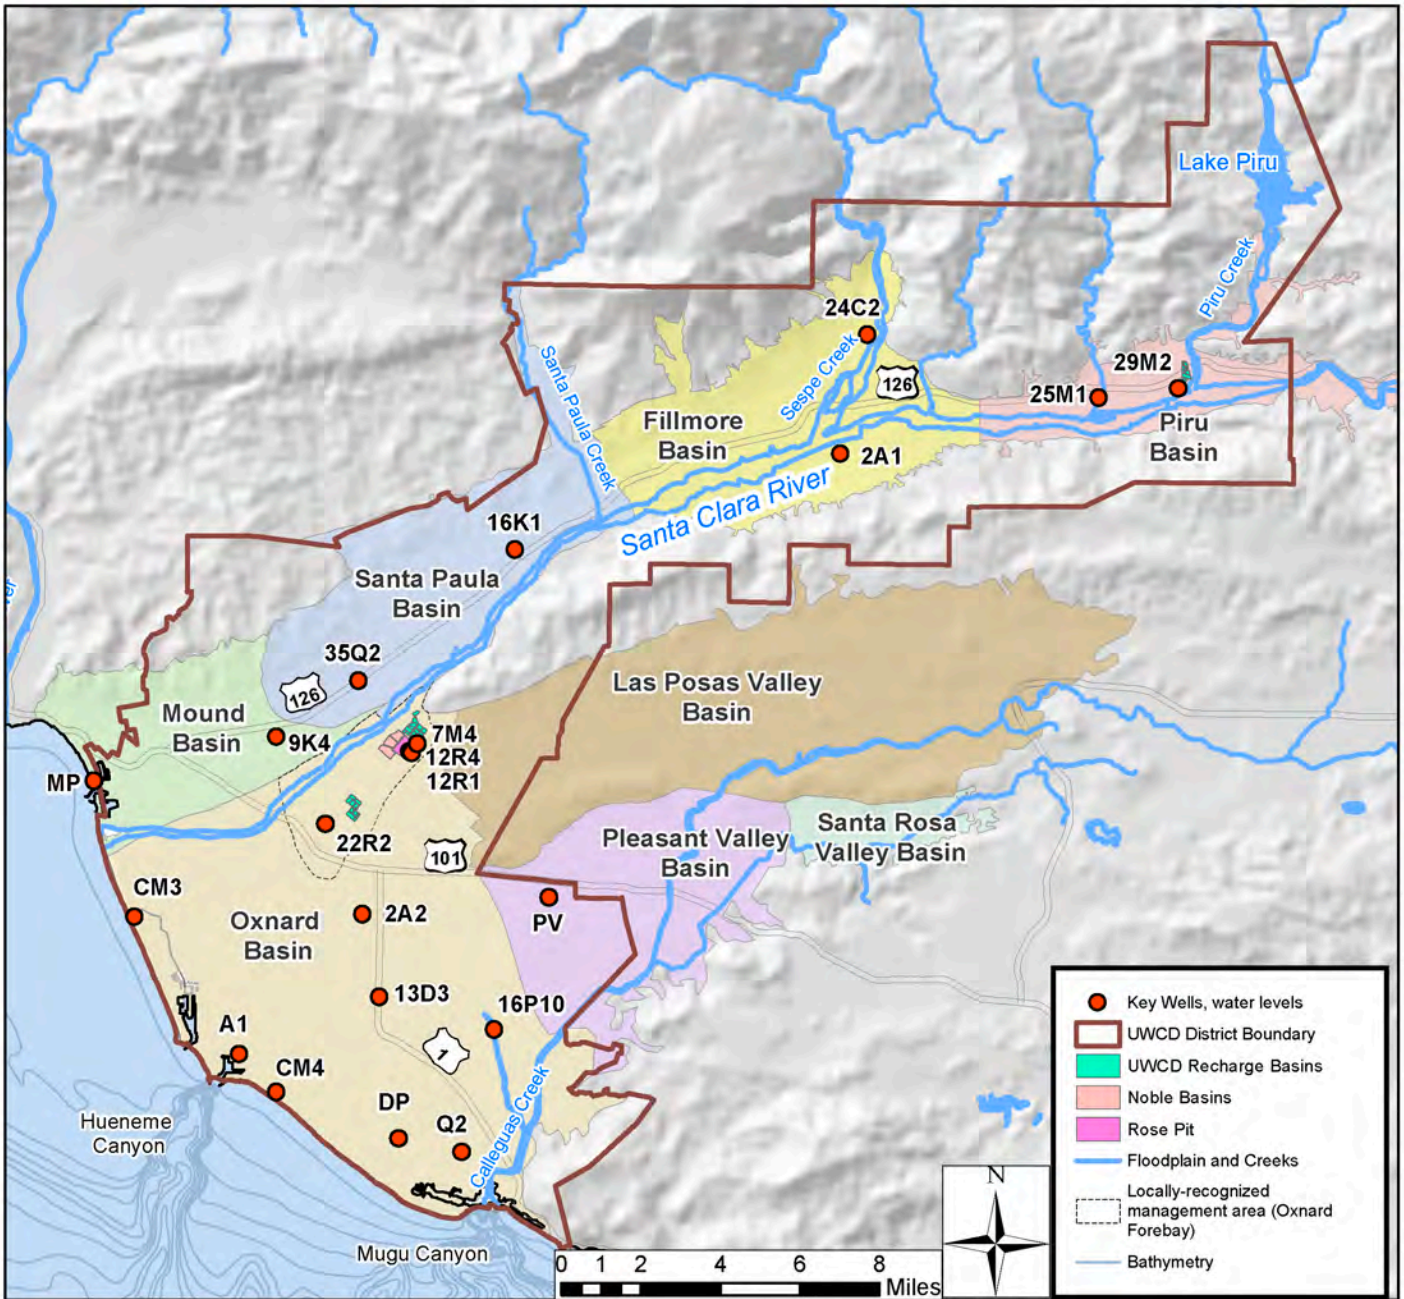 Lake Piru
Piru Creek
24C2
Sespe Creek
126
29M2
25M1
Piru
Basin
Santa Paula Creek
Fillmore
Basin
2A1
Santa Clara River
16K1
Santa Paula
Basin
35Q2
126
Las Posas Valley
Basin
Mound
Basin
9K4
7M4
12R4
12R1
MP
22R2
101
Pleasant Valley
Basin
Santa Rosa
Valley Basin
CM3
2A2
PV
Oxnard
Basin
13D3
16P10
A1
1
CM4
DP
Q2
Calleguas Creek
Hueneme
Canyon
Mugu Canyon
Key Wells, water levels
UWCD District Boundary
UWCD Recharge Basins
Noble Basins
Rose Pit
Floodplain and Creeks
Locally-recognized
management area (Oxnard
Forebay)
Bathymetry
N
0 1 2 4 6 8
Miles